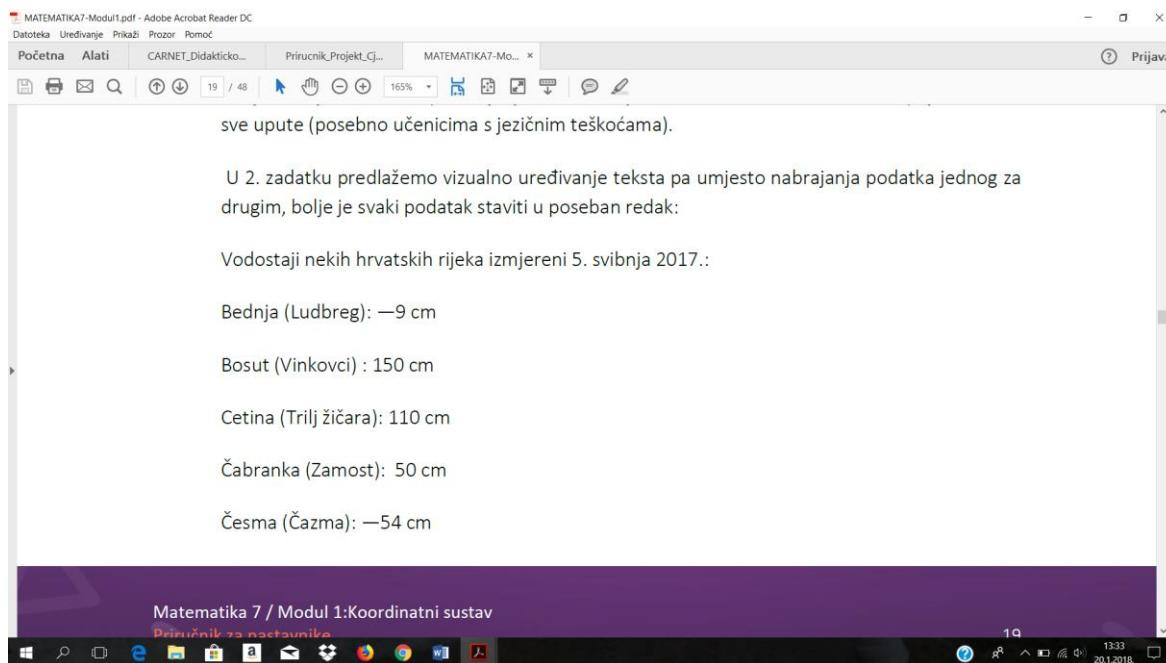 MATEMATIKA7-Modul1.pdf - Adobe Acrobat Reader DC
Datoteka Uređivanje Prikaži Prozor Pomoć
Početna Alati CARNET_Didakticko... Prirucnik_Projekt_Cj... MATEMATIKA7-Mo... × Prijava
19 / 48 165%
sve upute (posebno učenicima s jezičnim teškoćama).
U 2. zadatku predlažemo vizualno uređivanje teksta pa umjesto nabrajanja podatka jednog za
drugim, bolje je svaki podatak staviti u poseban redak:
Vodostaji nekih hrvatskih rijeka izmjereni 5. svibnja 2017.:
Bednja (Ludbreg): —9 cm
Bosut (Vinkovci) : 150 cm
Cetina (Trilj žičara): 110 cm
Čabranka (Zamost): 50 cm
Česma (Čazma): —54 cm
Matematika 7 / Modul 1:Koordinatni sustav
Priručnik za nastavnike 19
13:33
20.1.2018.